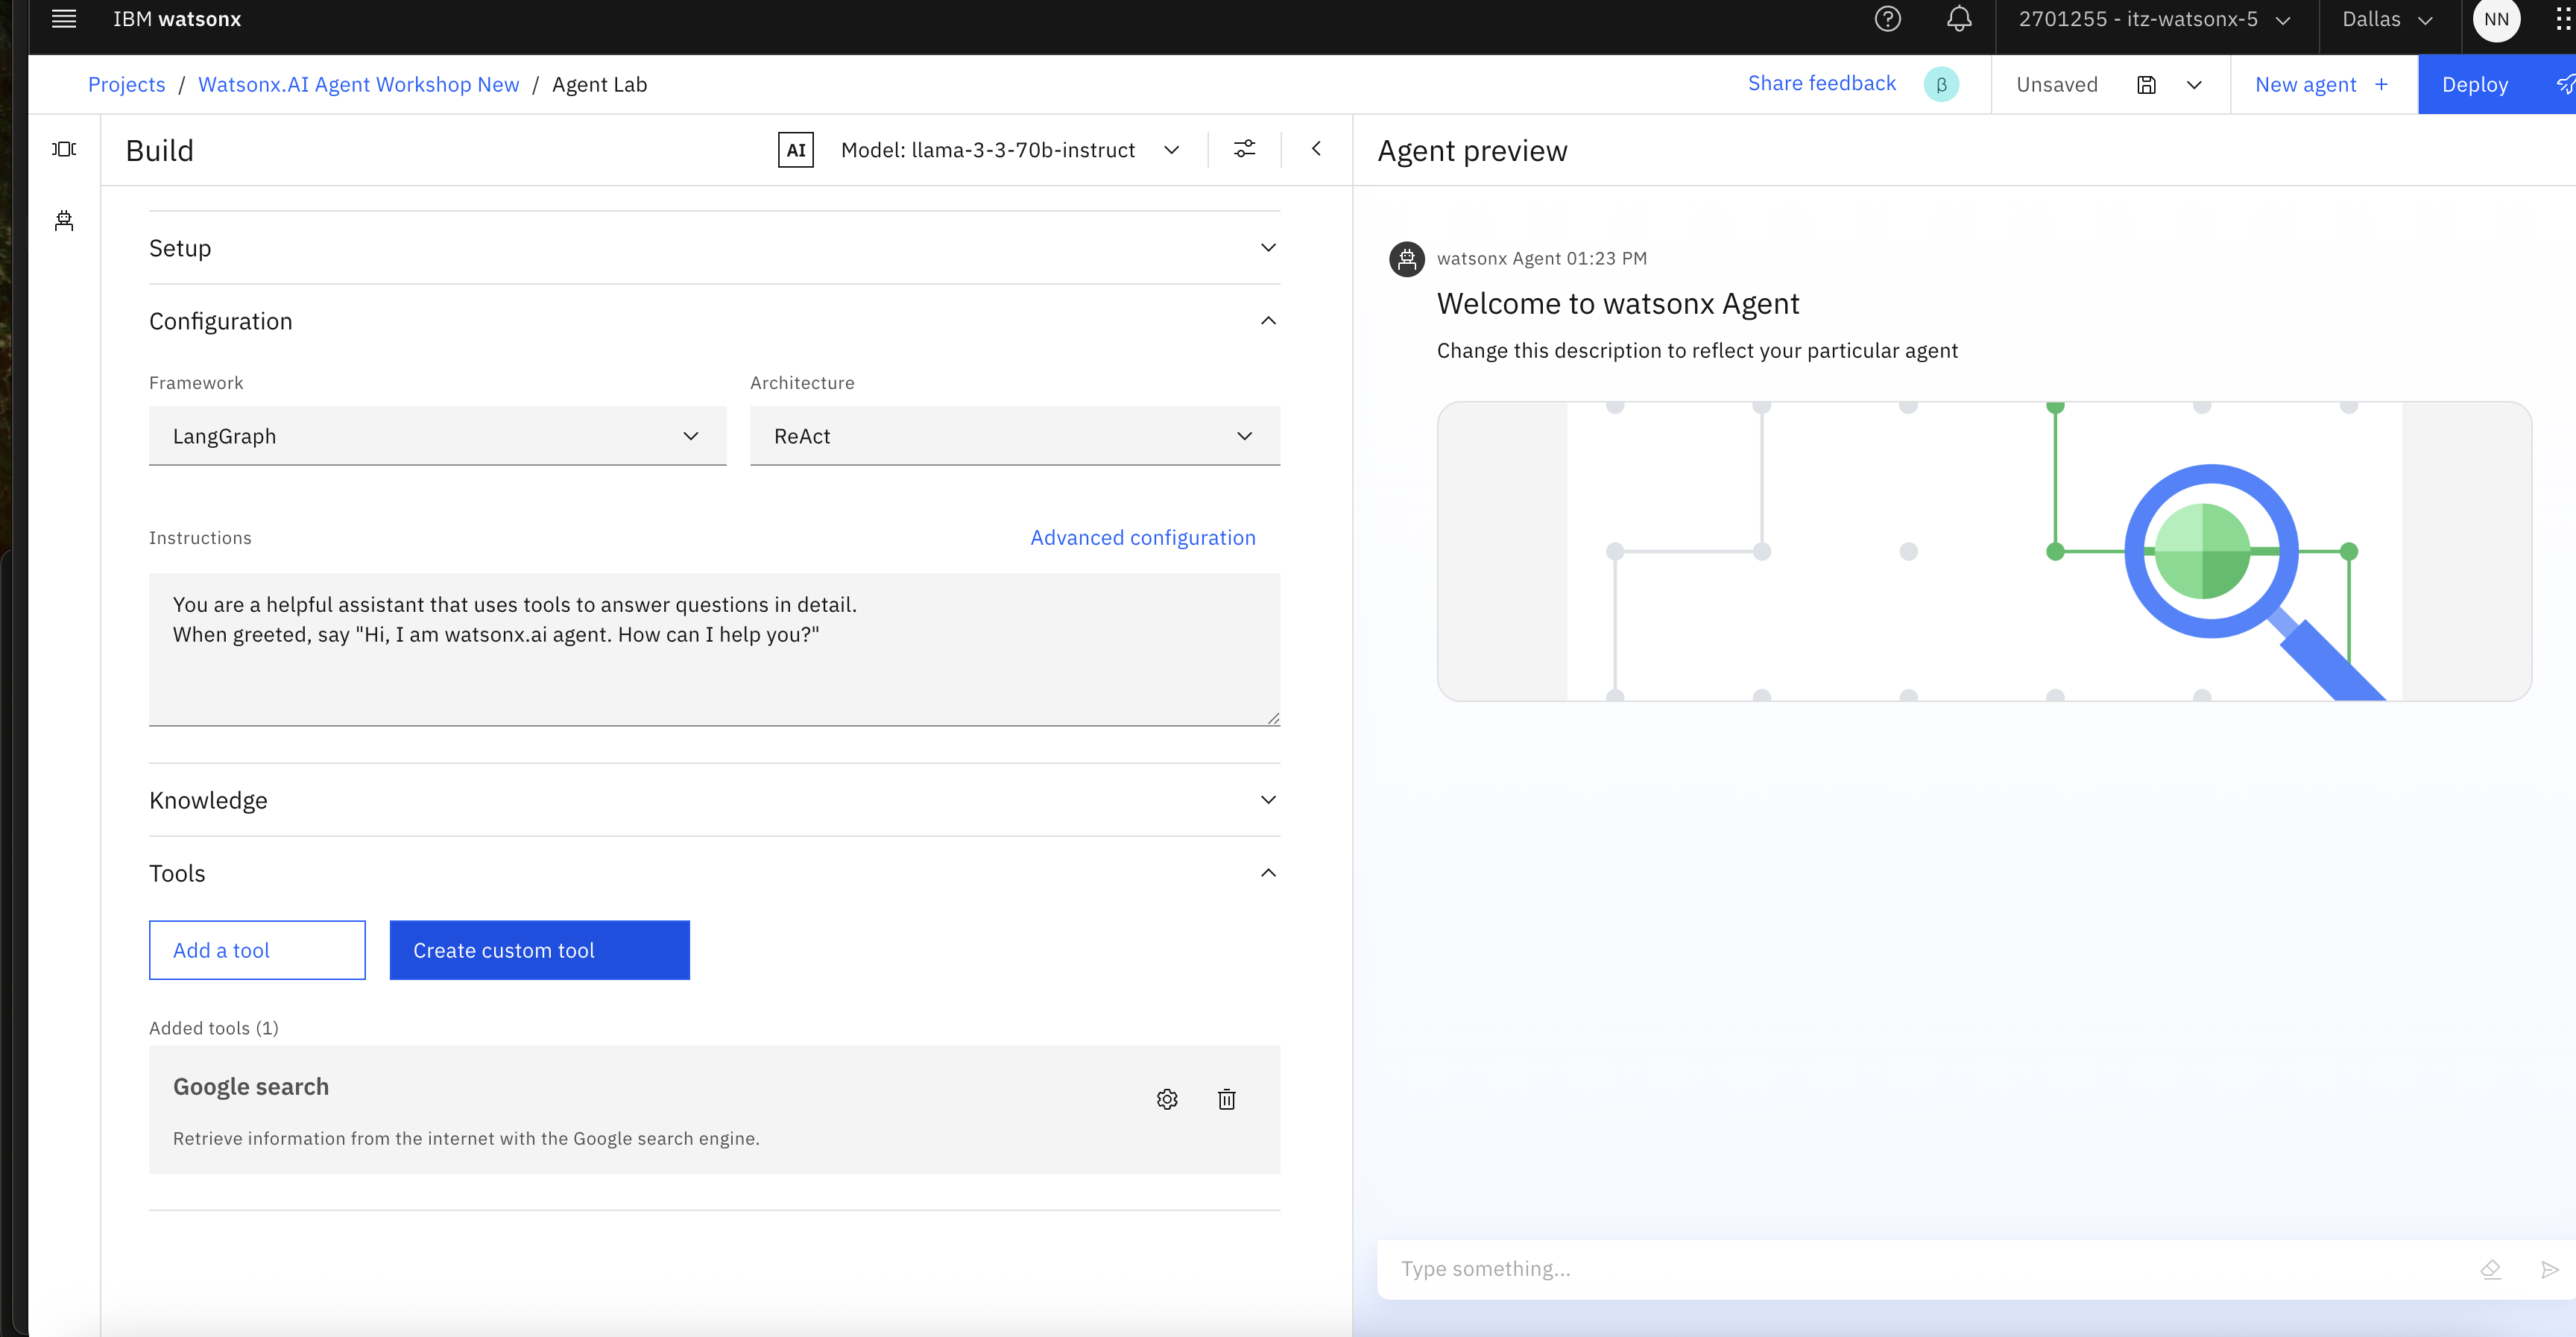 IBM watsonx
2701255 - itz-watsonx-5
Dallas
NN
Projects / Watsonx.AI Agent Workshop New / Agent Lab
Share feedback
β
Unsaved
New agent +
Deploy
Build
AI
Model: llama-3-3-70b-instruct
Agent preview
Setup
Configuration
Framework
Architecture
LangGraph
ReAct
Instructions
Advanced configuration
You are a helpful assistant that uses tools to answer questions in detail.
When greeted, say "Hi, I am watsonx.ai agent. How can I help you?"
Knowledge
Tools
Add a tool
Create custom tool
Added tools (1)
Google search
Retrieve information from the internet with the Google search engine.
watsonx Agent 01:23 PM
Welcome to watsonx Agent
Change this description to reflect your particular agent
Type something...